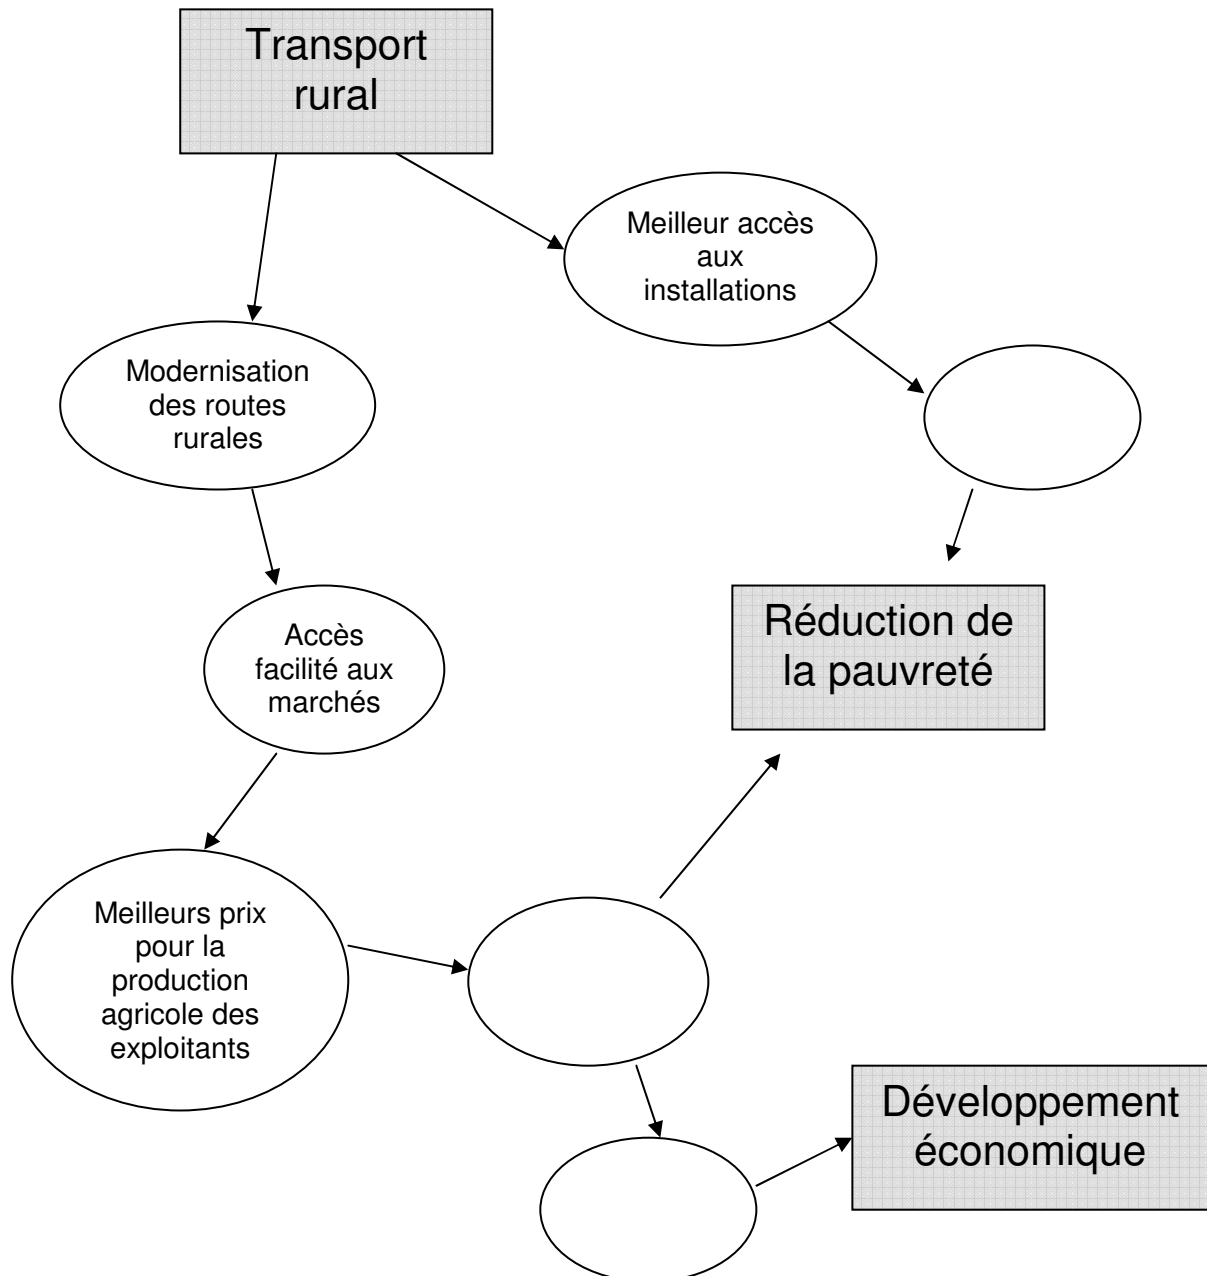 Transport
rural
Meilleur accès
aux
installations
Modernisation
des routes
rurales
Accès
facilité aux
marchés
Réduction de
la pauvreté
Meilleurs prix
pour la
production
agricole des
exploitants
Développement
économique